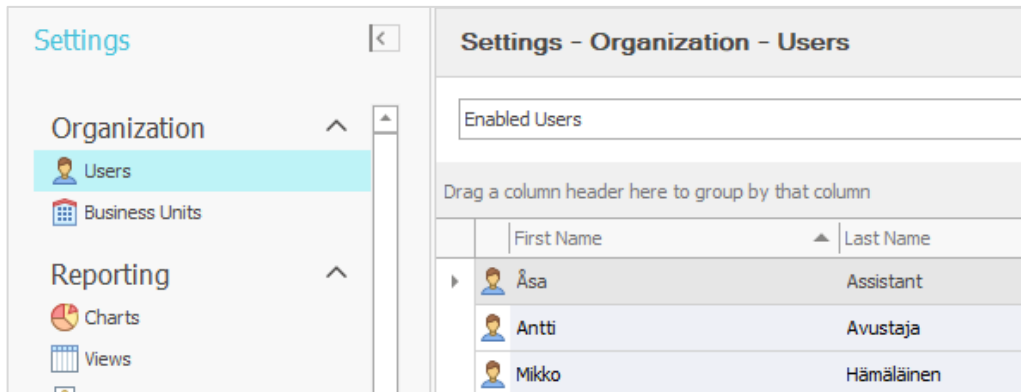 Settings
Organization
Users
Business Units
Reporting
Charts
Views
Settings - Organization - Users
Enabled Users
Drag a column header here to group by that column
First Name Last Name
Åsa Assistant
Antti Avustaja
Mikko Hämäläinen